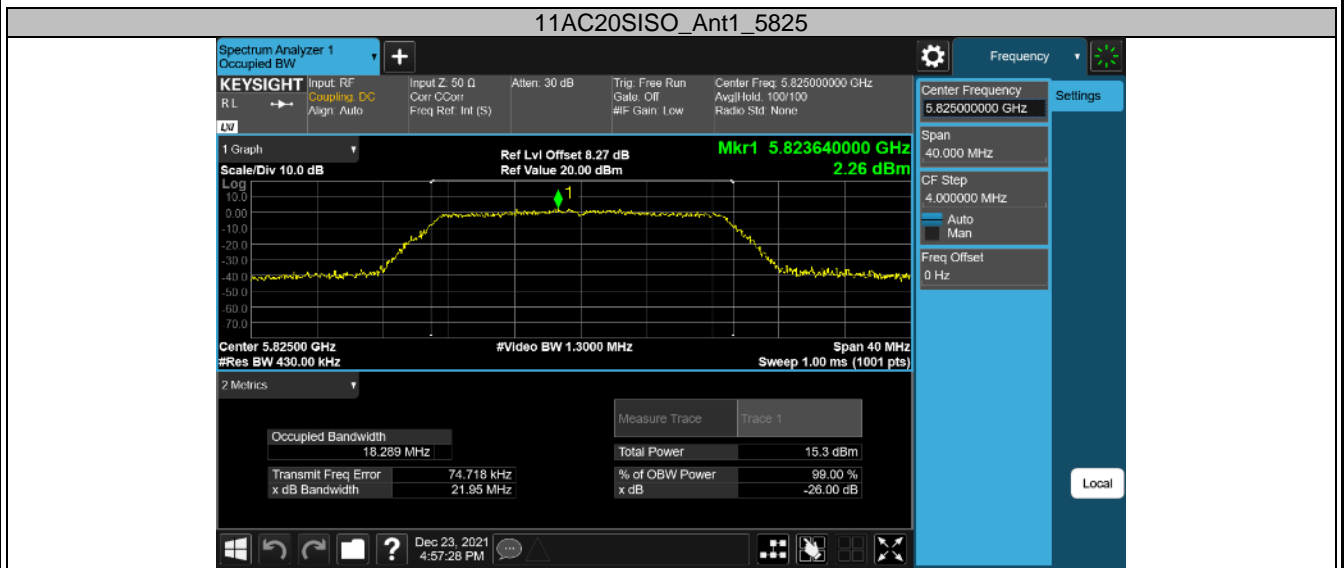 11AC20SISO_Ant1_5825
Spectrum Analyzer 1
Occupied BW
+
Frequency
KEYSIGHT
R L
LXI
Input: RF
Coupling: DC
Align: Auto
Input Z: 50 Ω
Corr CCorr
Freq Ref: Int (S)
Atten: 30 dB
Trig: Free Run
Gate: Off
#IF Gain: Low
Center Freq: 5.825000000 GHz
Avg|Hold: 100/100
Radio Std: None
Center Frequency
5.825000000 GHz
Settings
Span
40.000 MHz
CF Step
4.000000 MHz
Auto
Man
Freq Offset
0 Hz
Local
1 Graph
Scale/Div 10.0 dB
Ref Lvl Offset 8.27 dB
Ref Value 20.00 dBm
Mkr1 5.823640000 GHz
2.26 dBm
Log
10.0
0.00
-10.0
-20.0
-30.0
-40.0
-50.0
-60.0
-70.0
1
Center 5.82500 GHz
#Video BW 1.3000 MHz
Span 40 MHz
#Res BW 430.00 kHz
Sweep 1.00 ms (1001 pts)
2 Metrics
Measure Trace
Trace 1
Occupied Bandwidth
18.289 MHz
Total Power
15.3 dBm
Transmit Freq Error
74.718 kHz
% of OBW Power
99.00 %
x dB Bandwidth
21.95 MHz
x dB
-26.00 dB
?
Dec 23, 2021
4:57:28 PM